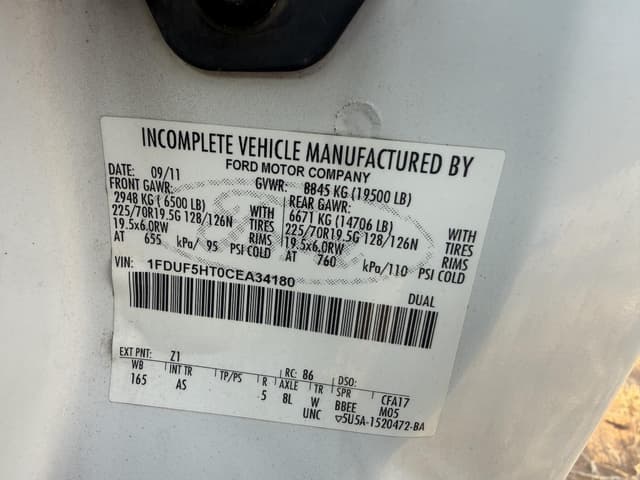 INCOMPLETE VEHICLE MANUFACTURED BY
FORD MOTOR COMPANY
DATE: 09/11 GVWR: 8845 KG (19500 LB)
FRONT GAWR: REAR GAWR:
2948 KG ( 6500 LB) WITH 6671 KG (14706 LB) WITH
225/70R19.5G 128/126N TIRES 225/70R19.5G 128/126N TIRES
19.5x6.0RW RIMS 19.5x6.0RW RIMS
AT 655 kPa/ 95 PSI COLD AT 760 kPa/110 PSI COLD
VIN: 1FDUF5HT0CEA34180
DUAL
EXT PNT: Z1 RC: 86 DSO:
WB INT TR TP/PS R AXLE TR SPR CFA17
165 AS 5 8L W BBEE M05
UNC ▽5U5A-1520472-BA